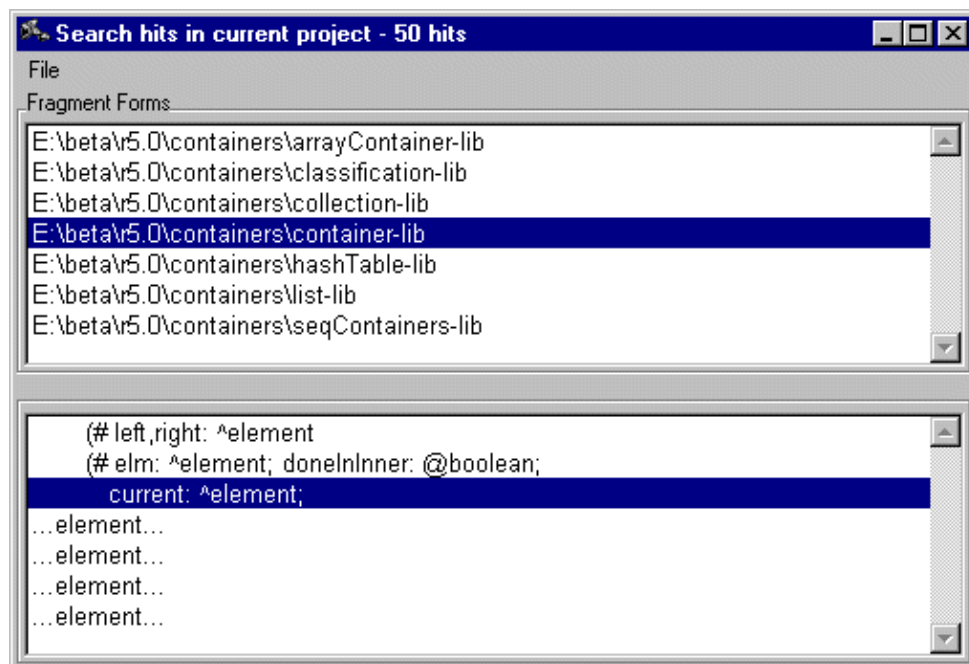 Search hits in current project - 50 hits
File
Fragment Forms
E:\beta\r5.0\containers\arrayContainer-lib
E:\beta\r5.0\containers\classification-lib
E:\beta\r5.0\containers\collection-lib
E:\beta\r5.0\containers\container-lib
E:\beta\r5.0\containers\hashTable-lib
E:\beta\r5.0\containers\list-lib
E:\beta\r5.0\containers\seqContainers-lib
(# left,right: ^element
(# elm: ^element; doneInInner: @boolean;
current: ^element;
...element...
...element...
...element...
...element...